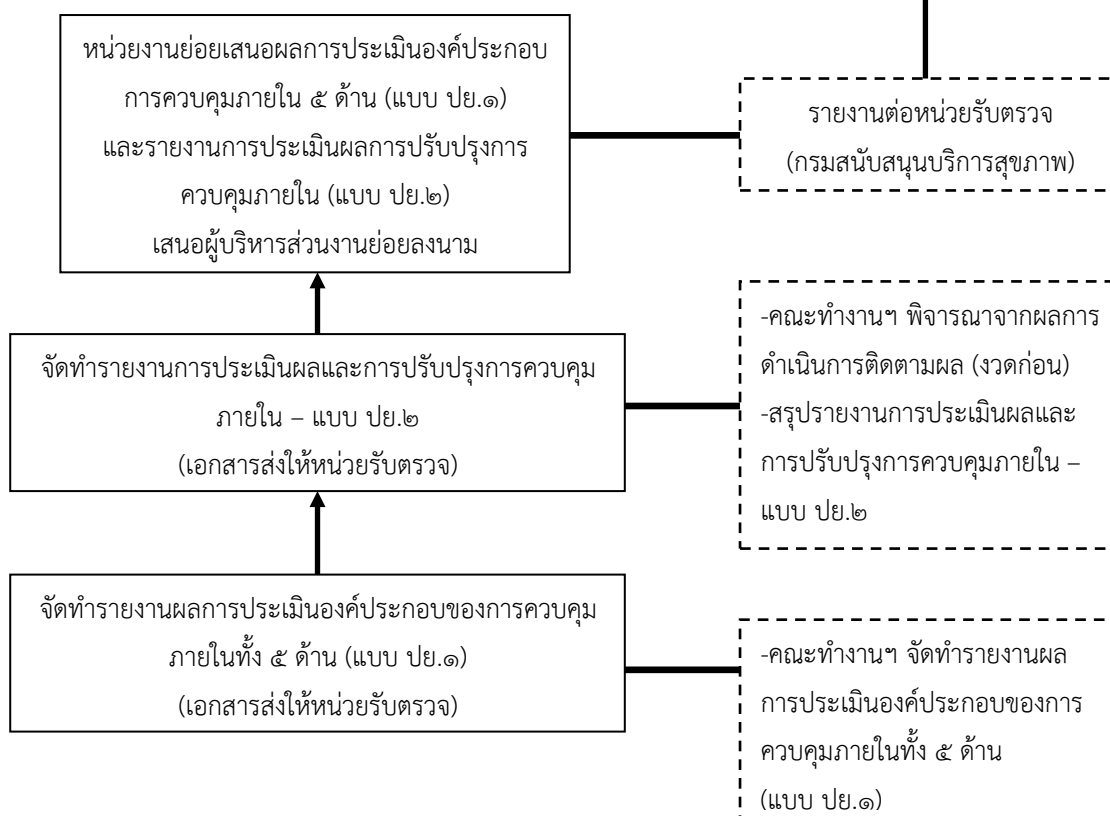 หน่วยงานย่อยเสนอผลการประเมินองค์ประกอบ
การควบคุมภายใน ๕ ด้าน (แบบ ปย.๑)
และรายงานการประเมินผลการปรับปรุงการ
ควบคุมภายใน (แบบ ปย.๒)
เสนอผู้บริหารส่วนงานย่อยลงนาม
รายงานต่อหน่วยรับตรวจ
(กรมสนับสนุนบริการสุขภาพ)
จัดทำรายงานการประเมินผลและการปรับปรุงการควบคุม
ภายใน – แบบ ปย.๒
(เอกสารส่งให้หน่วยรับตรวจ)
-คณะทำงานฯ พิจารณาจากผลการ
ดำเนินการติดตามผล (งวดก่อน)
-สรุปรายงานการประเมินผลและ
การปรับปรุงการควบคุมภายใน –
แบบ ปย.๒
จัดทำรายงานผลการประเมินองค์ประกอบของการควบคุม
ภายในทั้ง ๕ ด้าน (แบบ ปย.๑)
(เอกสารส่งให้หน่วยรับตรวจ)
-คณะทำงานฯ จัดทำรายงานผล
การประเมินองค์ประกอบของการ
ควบคุมภายในทั้ง ๕ ด้าน
(แบบ ปย.๑)